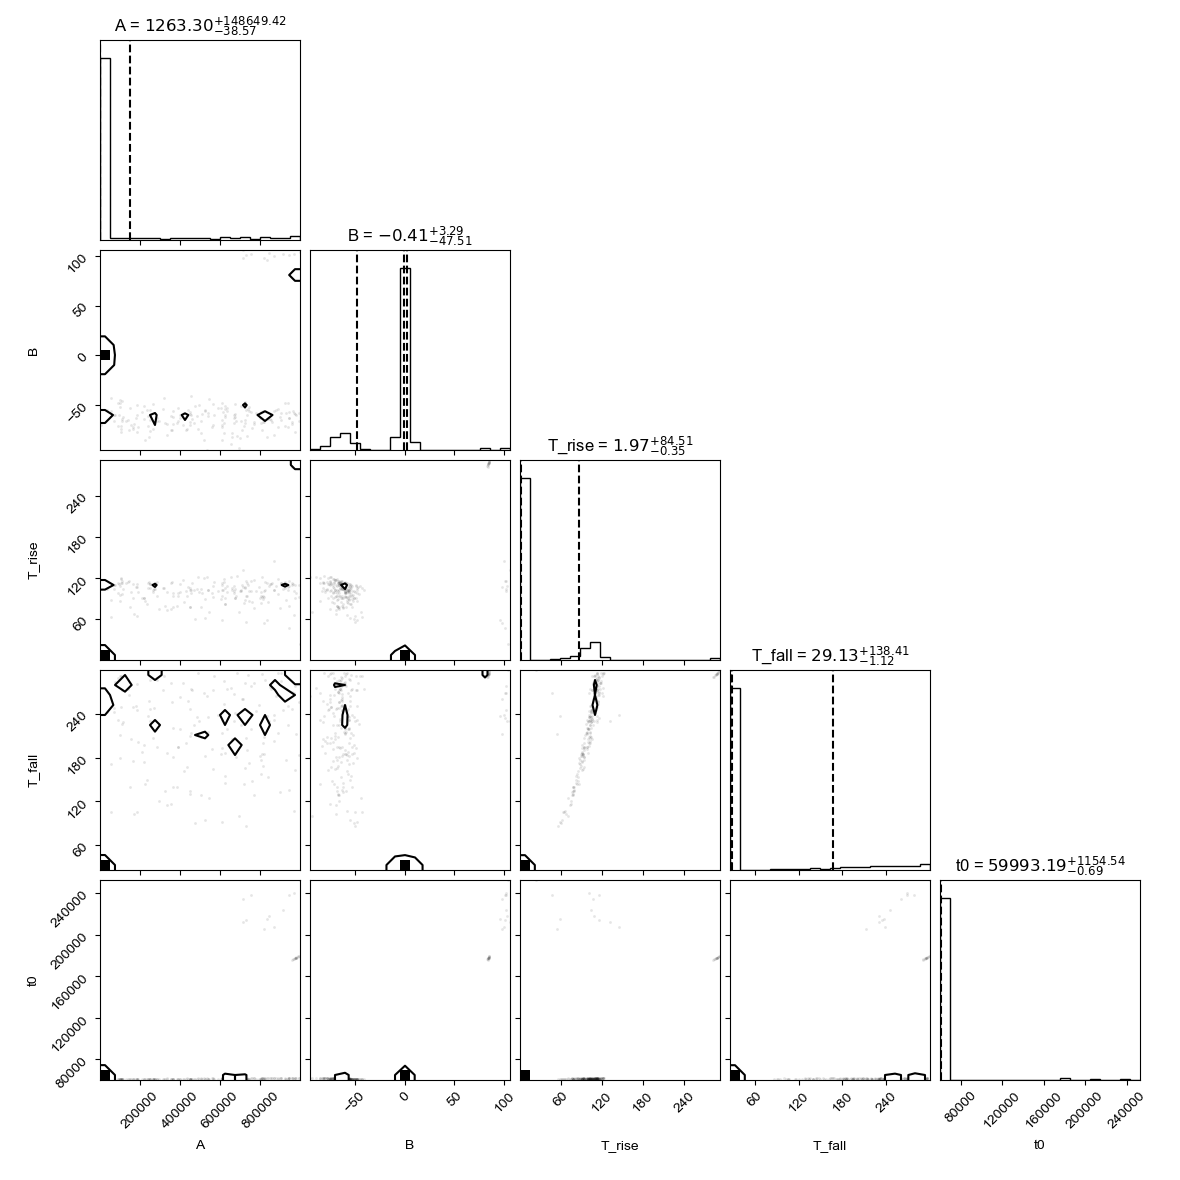 A = 1263.30 +148649.42 −38.57
B = −0.41 +3.29 −47.51
100
50
0
−50
B
T_rise = 1.97 +84.51 −0.35
240
180
120
60
T_rise
T_fall = 29.13 +138.41 −1.12
240
180
120
60
T_fall
t0 = 59993.19 +1154.54 −0.69
240000
200000
160000
120000
80000
t0
200000 400000 600000 800000 −50 0 50 100 60 120 180 240 60 120 180 240 80000 120000 160000 200000 240000
A B T_rise T_fall t0